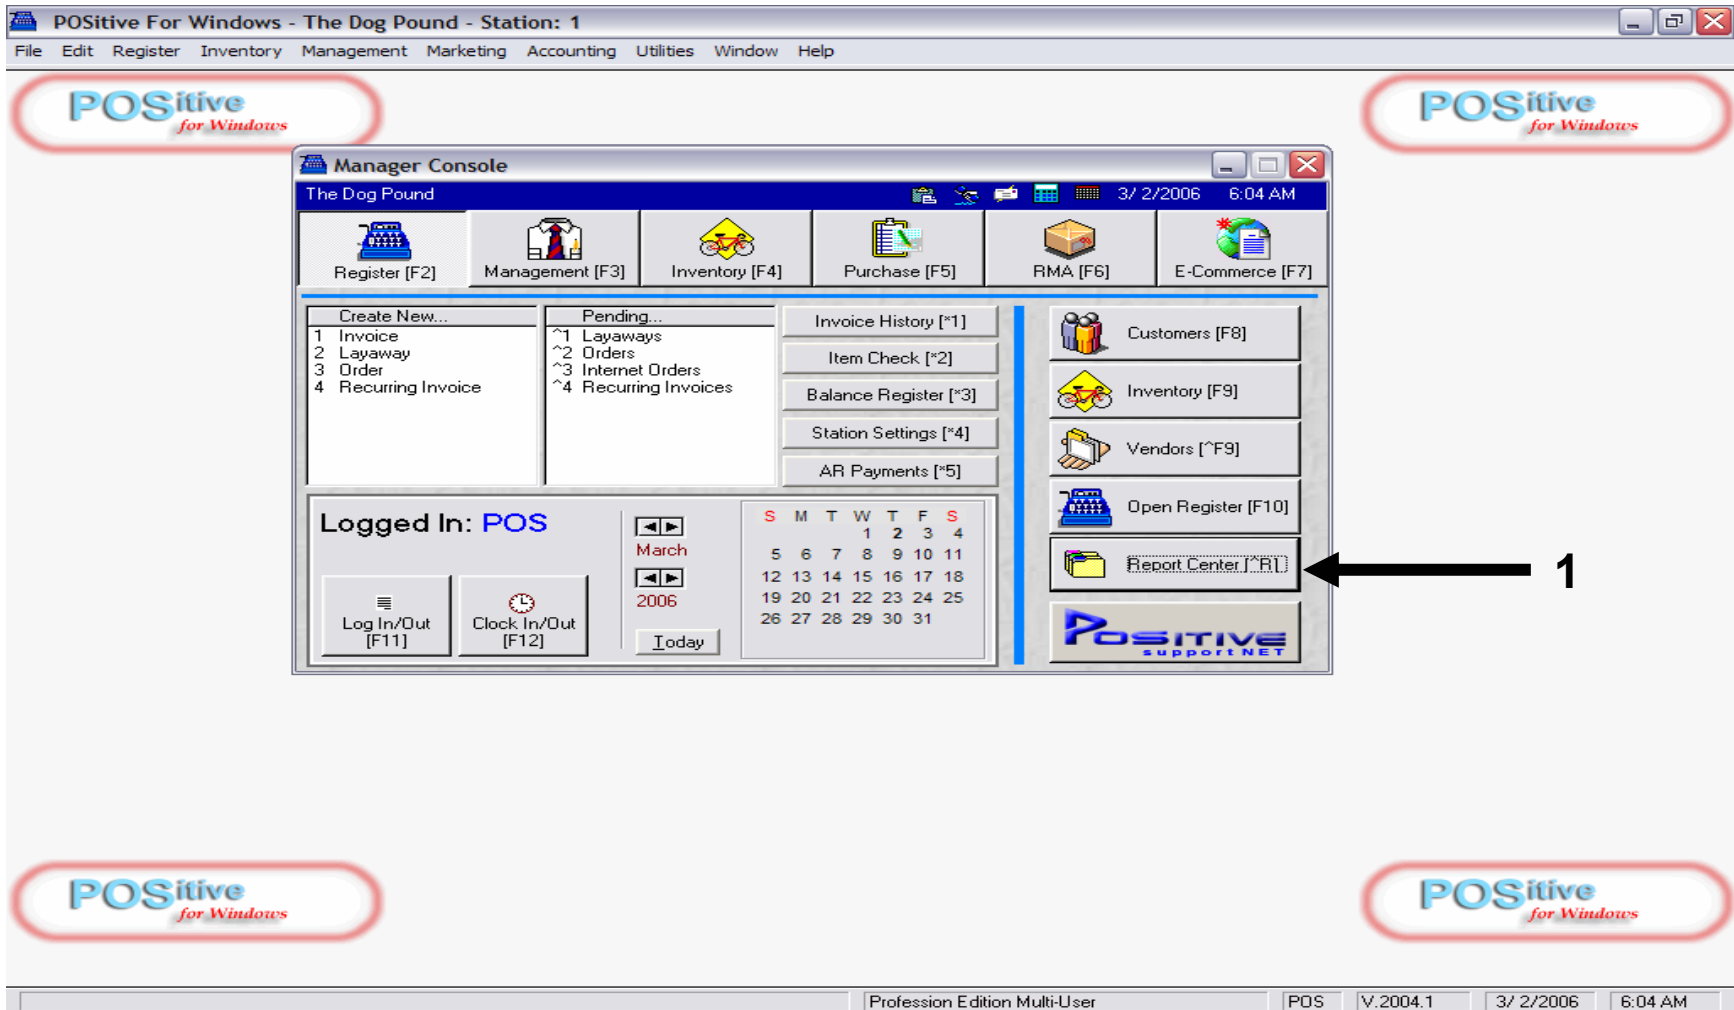 POSitive For Windows - The Dog Pound - Station: 1
File Edit Register Inventory Management Marketing Accounting Utilities Window Help
POSitive
for Windows
POSitive
for Windows
Manager Console
The Dog Pound 3/ 2/2006 6:04 AM
Register [F2] Management [F3] Inventory [F4] Purchase [F5] RMA [F6] E-Commerce [F7]
Create New...
1 Invoice
2 Layaway
3 Order
4 Recurring Invoice
Pending...
^1 Layaways
^2 Orders
^3 Internet Orders
^4 Recurring Invoices
Invoice History [*1]
Item Check [*2]
Balance Register [*3]
Station Settings [*4]
AR Payments [*5]
Customers [F8]
Inventory [F9]
Vendors [^F9]
Open Register [F10]
Report Center [^R]
1
POSITIVE
support NET
Logged In: POS
Log In/Out
[F11]
Clock In/Out
[F12]
March
2006
Today
S M T W T F S
1 2 3 4
5 6 7 8 9 10 11
12 13 14 15 16 17 18
19 20 21 22 23 24 25
26 27 28 29 30 31
POSitive
for Windows
POSitive
for Windows
Profession Edition Multi-User POS V.2004.1 3/ 2/2006 6:04 AM